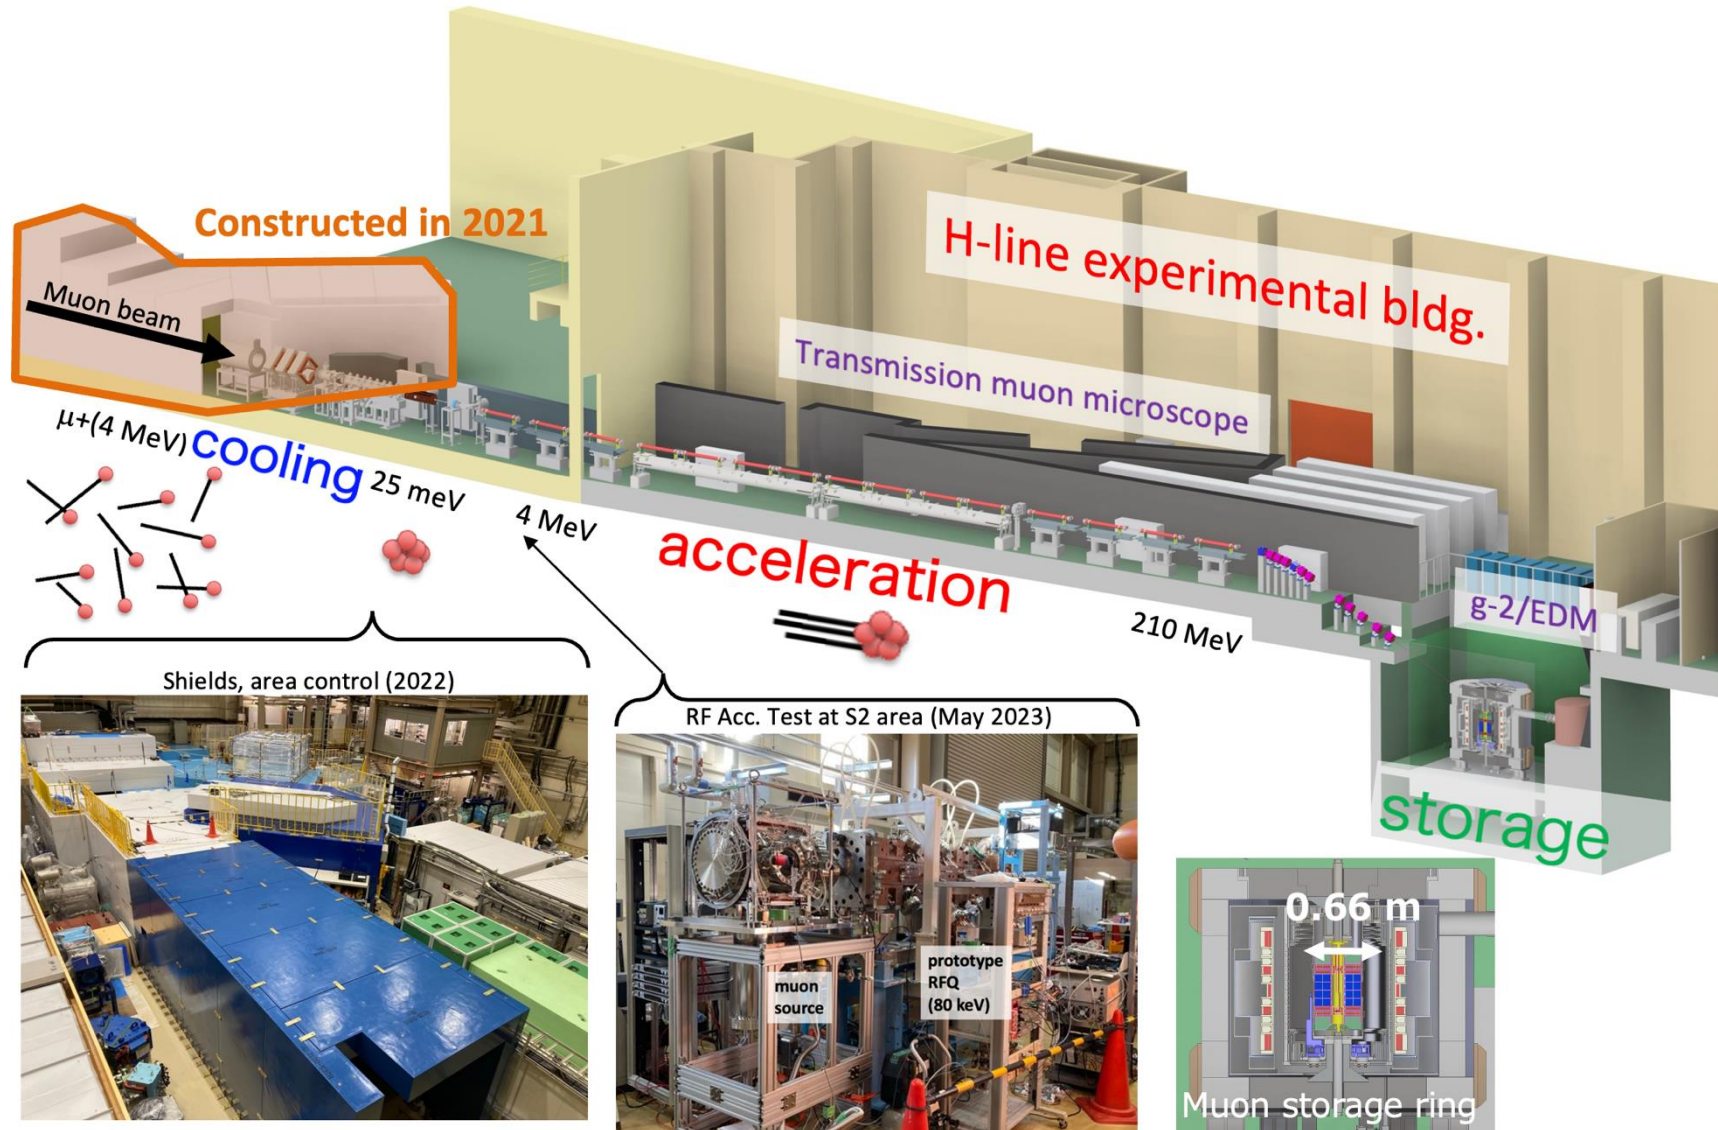 Constructed in 2021
Muon beam
H-line experimental bldg.
Transmission muon microscope
μ+(4 MeV)
cooling
25 meV
4 MeV
acceleration
210 MeV
g-2/EDM
storage
Shields, area control (2022)
RF Acc. Test at S2 area (May 2023)
muon
source
prototype
RFQ
(80 keV)
0.66 m
Muon storage ring